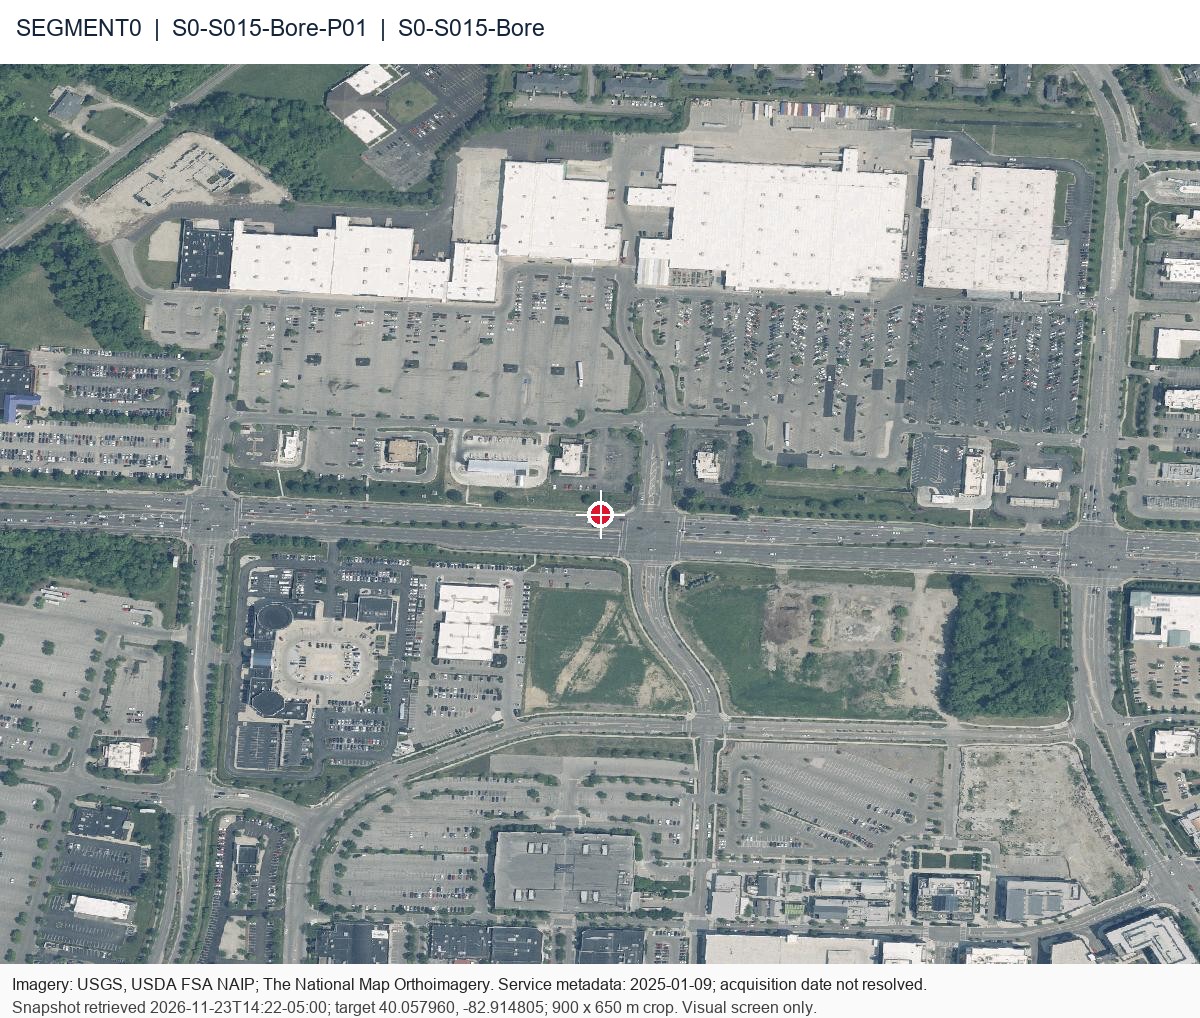 SEGMENT0 | S0-S015-Bore-P01 | S0-S015-Bore
Imagery: USGS, USDA FSA NAIP; The National Map Orthoimagery. Service metadata: 2025-01-09; acquisition date not resolved.
Snapshot retrieved 2026-11-23T14:22-05:00; target 40.057960, -82.914805; 900 x 650 m crop. Visual screen only.